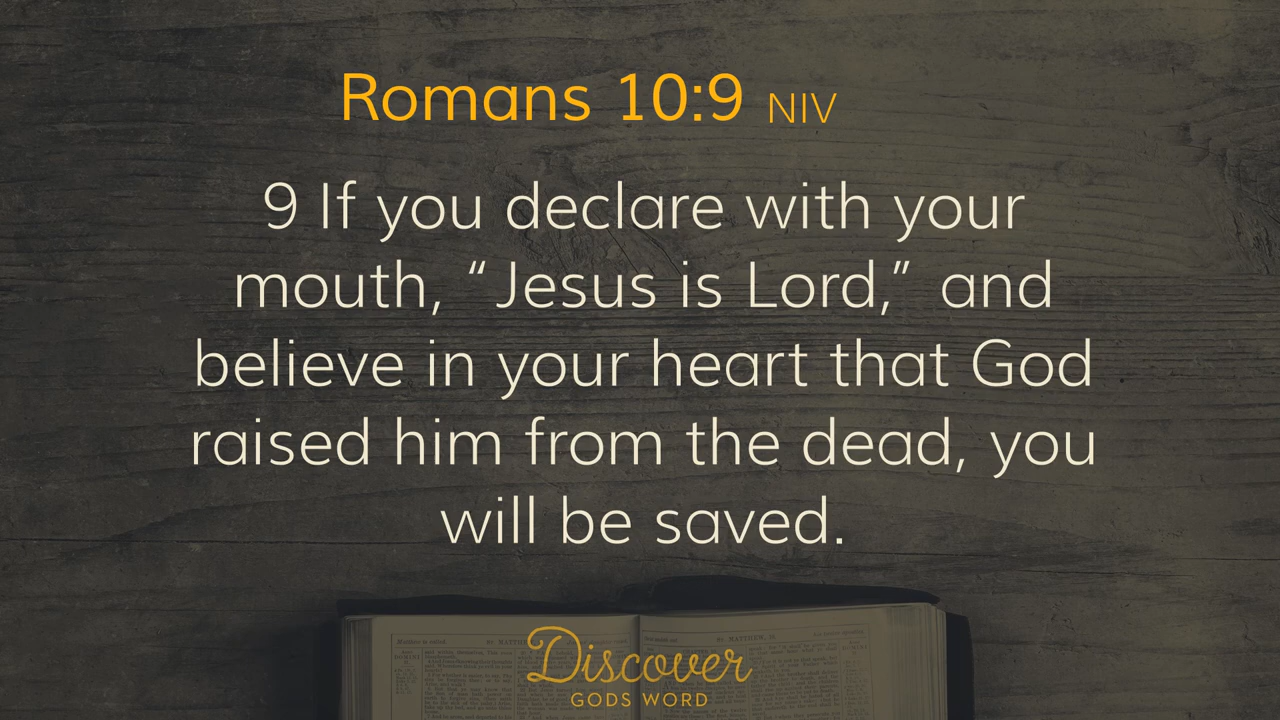 Romans 10:9 NIV
9 If you declare with your
mouth, “Jesus is Lord,” and
believe in your heart that God
raised him from the dead, you
will be saved.
Discover
GODS WORD